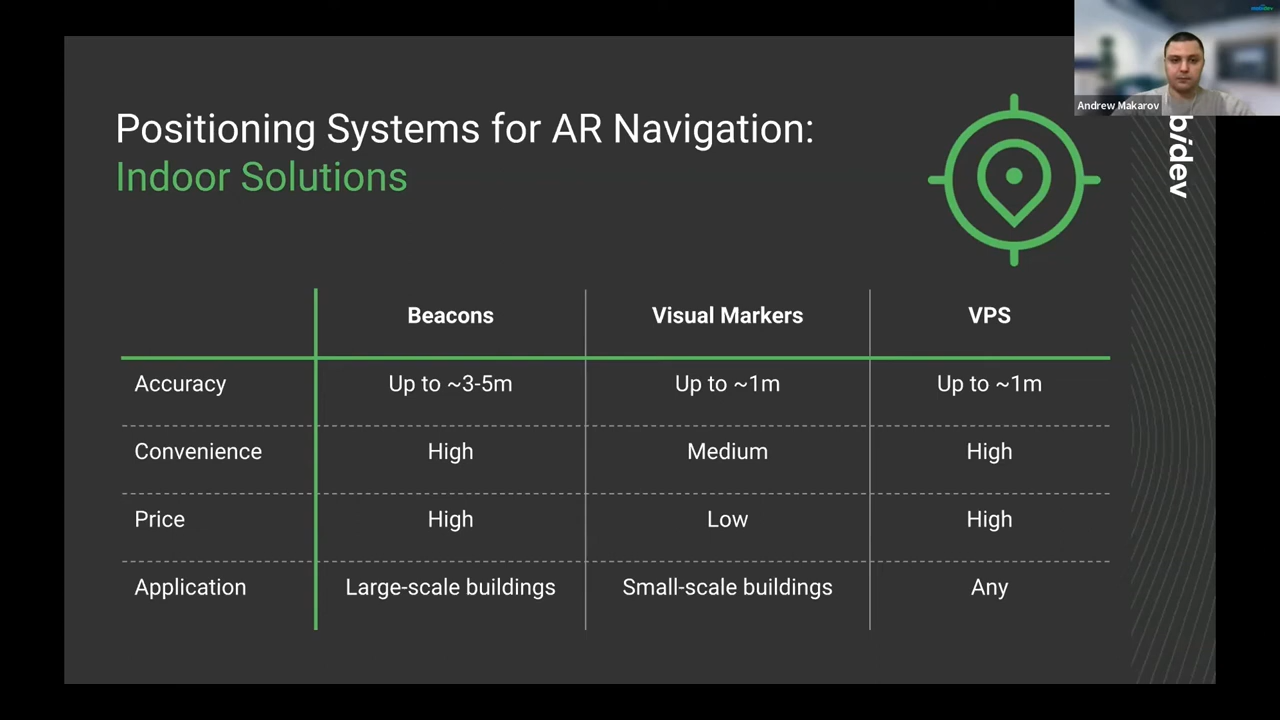 Andrew Makarov
Positioning Systems for AR Navigation:
Indoor Solutions
bidev
Beacons Visual Markers VPS
Accuracy Up to ~3-5m Up to ~1m Up to ~1m
Convenience High Medium High
Price High Low High
Application Large-scale buildings Small-scale buildings Any